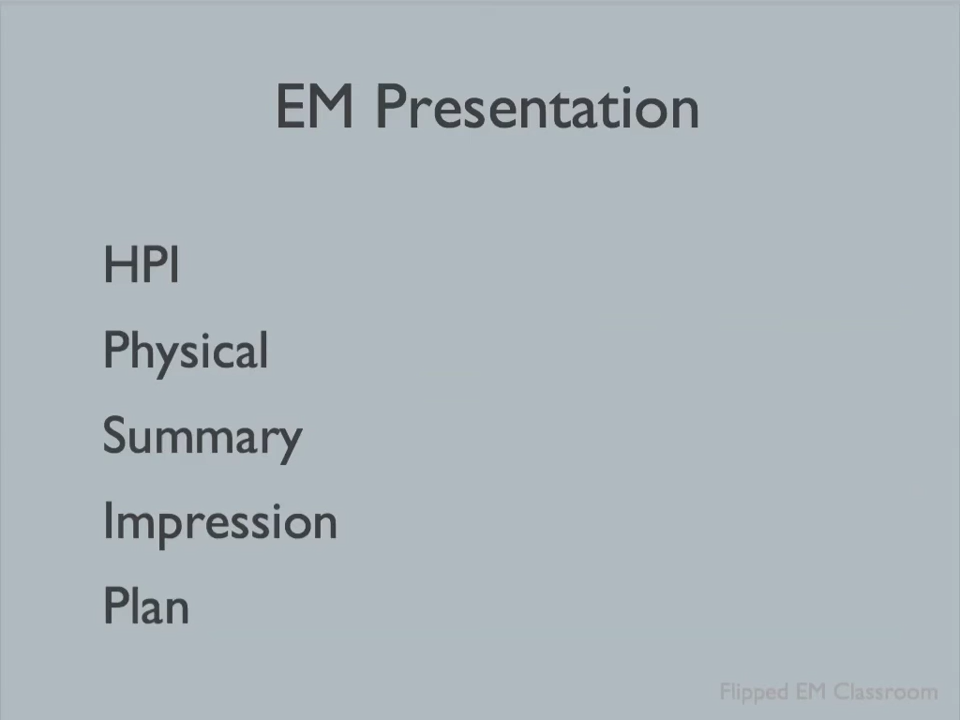 EM Presentation
HPI
Physical
Summary
Impression
Plan
Flipped EM Classroom